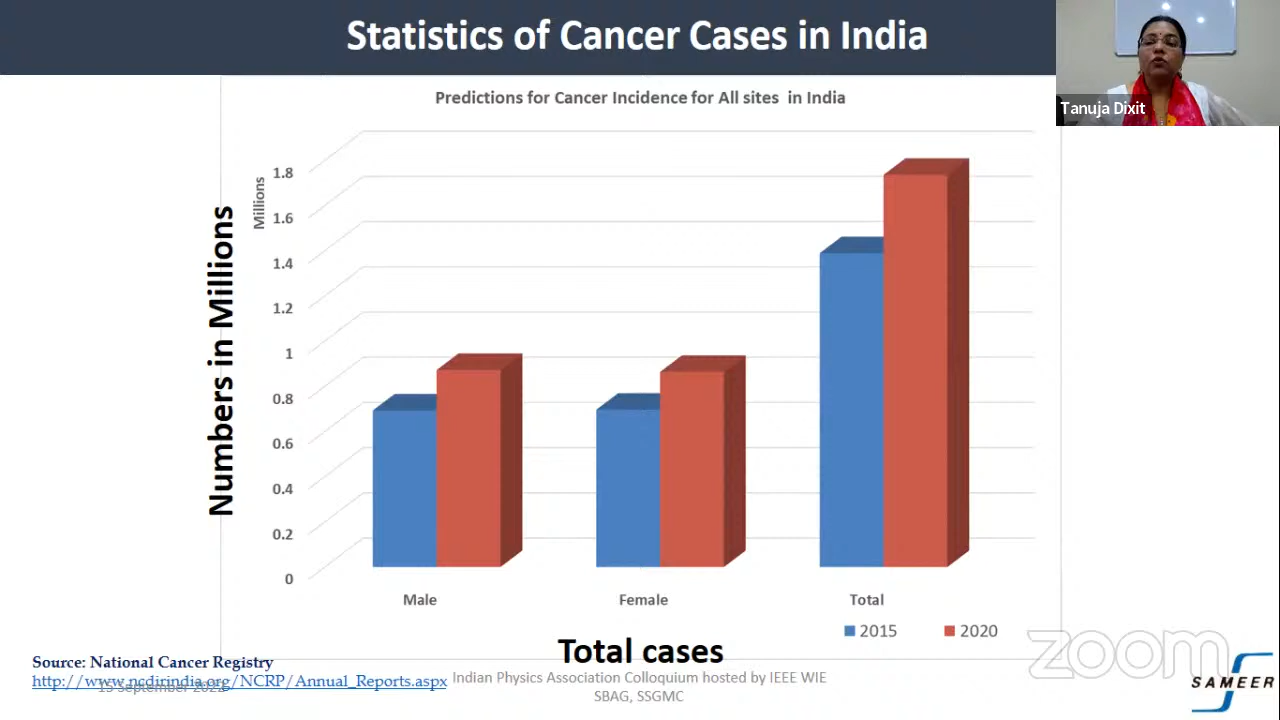 Statistics of Cancer Cases in India
Tanuja Dixit
Predictions for Cancer Incidence for All sites in India
Numbers in Millions
Millions
1.8
1.6
1.4
1.2
1
0.8
0.6
0.4
0.2
0
Male Female Total
2015 2020
Total cases
Source: National Cancer Registry
http://www.ncdirindia.org/NCRP/Annual_Reports.aspx
15 September 2022
Indian Physics Association Colloquium hosted by IEEE WIE
SBAG, SSGMC
zoom
SAMEER